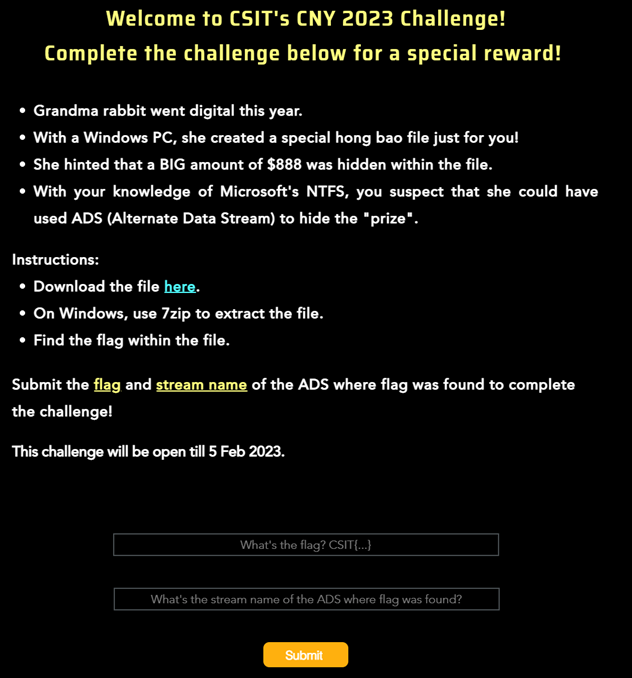 Welcome to CSIT's CNY 2023 Challenge!
Complete the challenge below for a special reward!
• Grandma rabbit went digital this year.
• With a Windows PC, she created a special hong bao file just for you!
• She hinted that a BIG amount of $888 was hidden within the file.
• With your knowledge of Microsoft's NTFS, you suspect that she could have
used ADS (Alternate Data Stream) to hide the "prize".
Instructions:
• Download the file here.
• On Windows, use 7zip to extract the file.
• Find the flag within the file.
Submit the flag and stream name of the ADS where flag was found to complete
the challenge!
This challenge will be open till 5 Feb 2023.
What's the flag? CSIT{...}
What's the stream name of the ADS where flag was found?
Submit